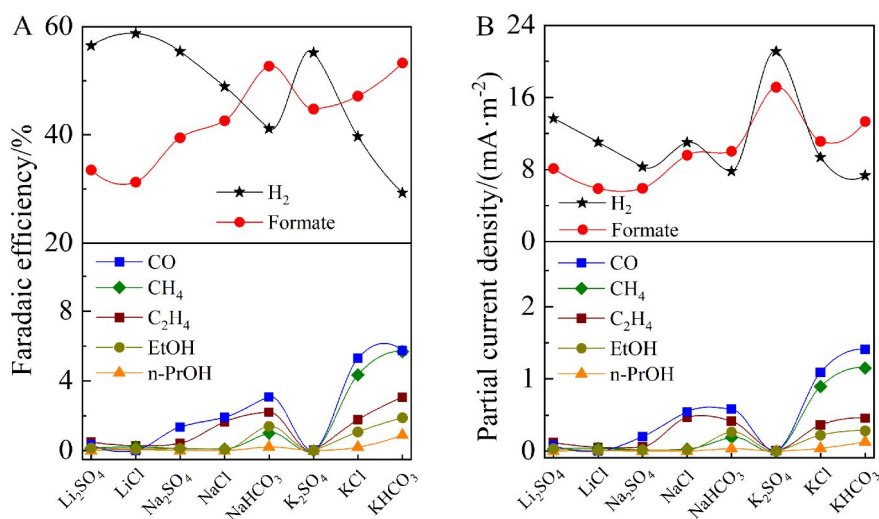 A
Faradaic efficiency/%
60
40
20
H₂
Formate
8
4
0
CO
CH₄
C₂H₄
EtOH
n-PrOH
Li₂SO₄
LiCl
Na₂SO₄
NaCl
NaHCO₃
K₂SO₄
KCl
KHCO₃
B
Partial current density/(mA·m⁻²)
24
16
8
0
H₂
Formate
2
1
0
CO
CH₄
C₂H₄
EtOH
n-PrOH
Li₂SO₄
LiCl
Na₂SO₄
NaCl
NaHCO₃
K₂SO₄
KCl
KHCO₃